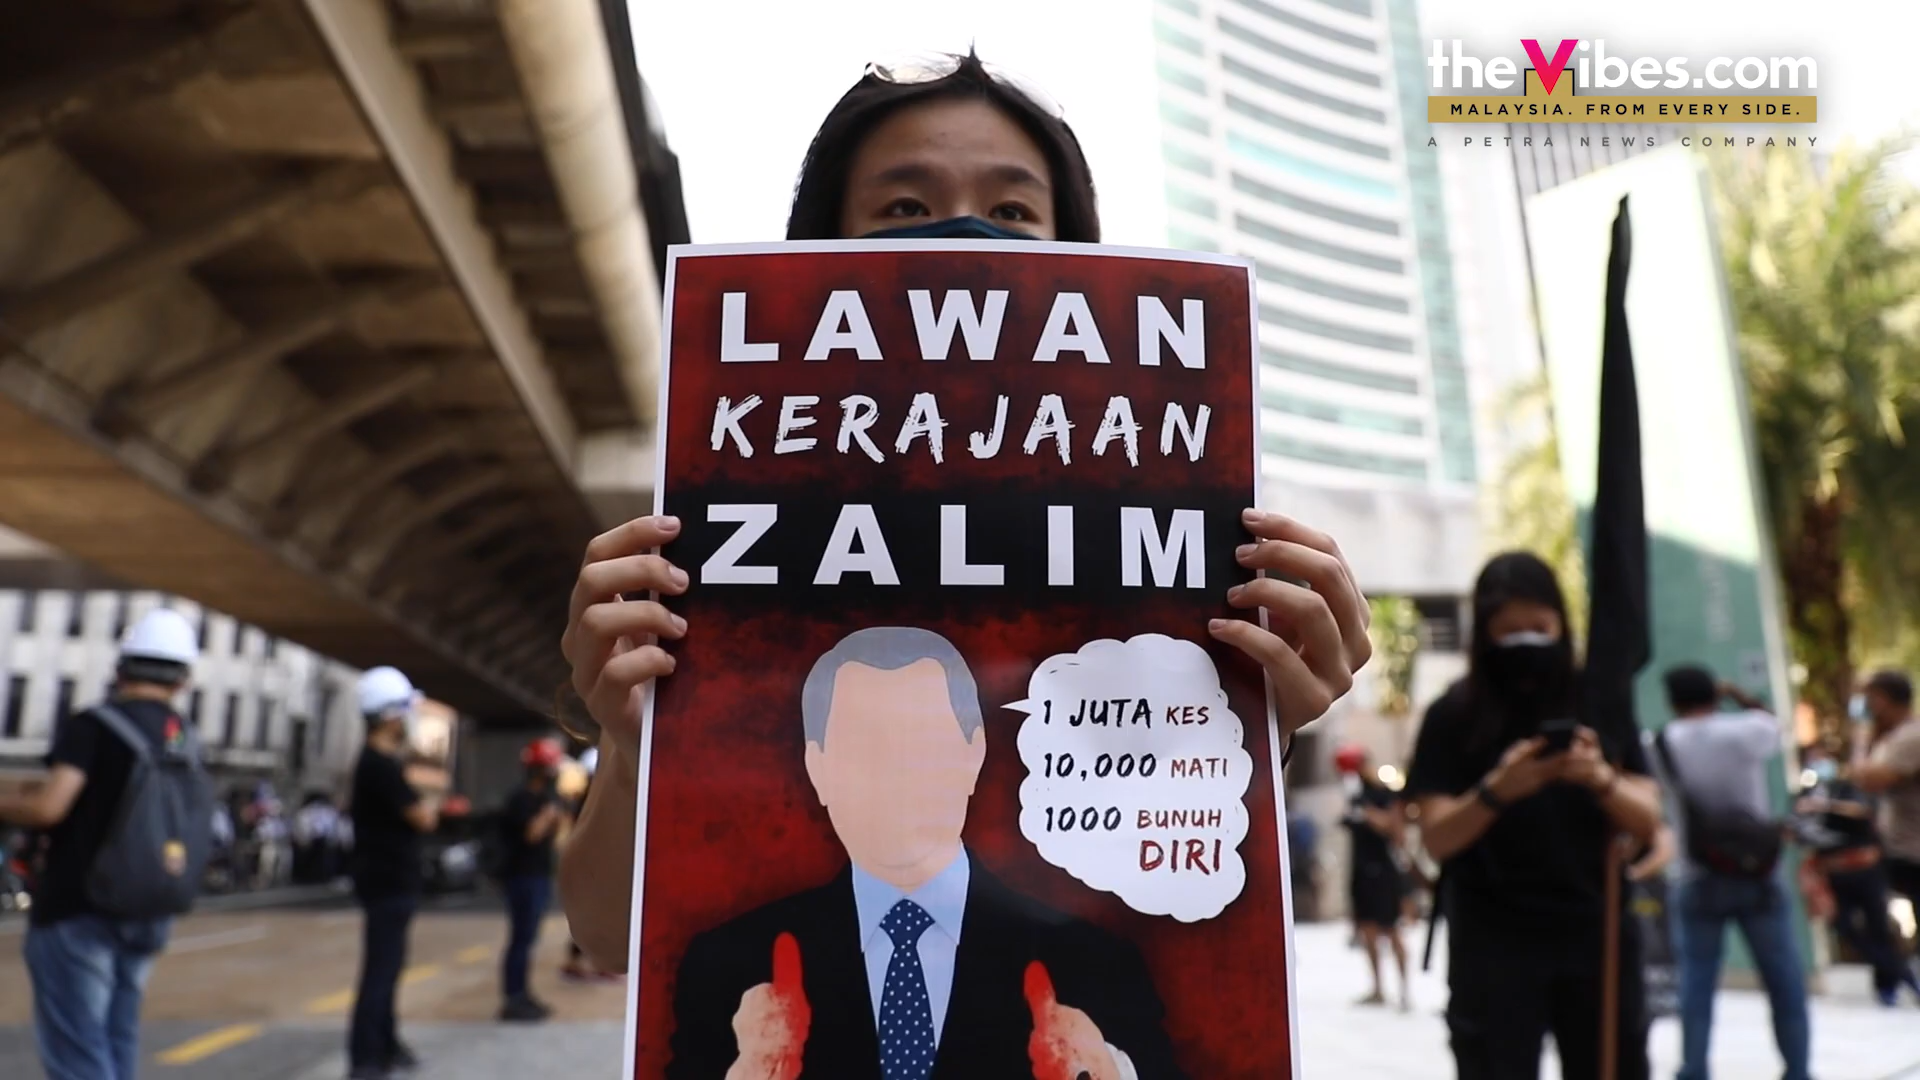 theVibes.com
MALAYSIA. FROM EVERY SIDE.
A PETRA NEWS COMPANY
LAWAN
KERAJAAN
ZALIM
1 JUTA KES
10,000 MATI
1000 BUNUH
DIRI